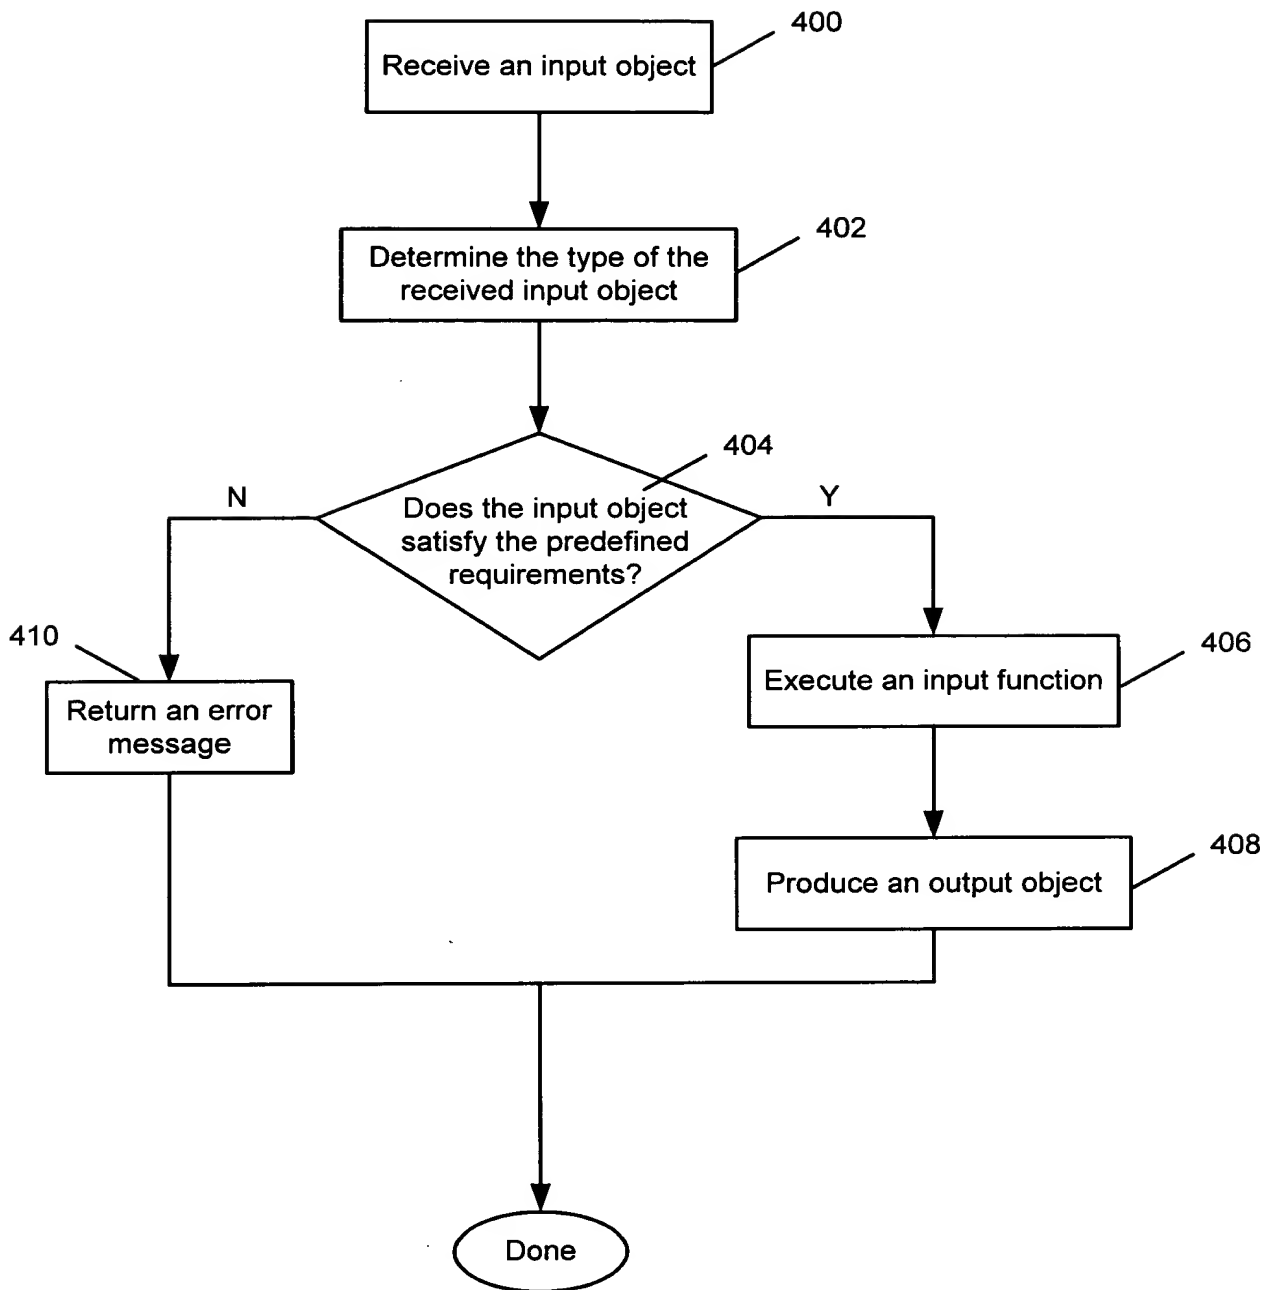 400
Receive an input object
402
Determine the type of the
received input object
404
N
Y
Does the input object
satisfy the predefined
requirements?
410
406
Return an error
message
Execute an input function
408
Produce an output object
Done